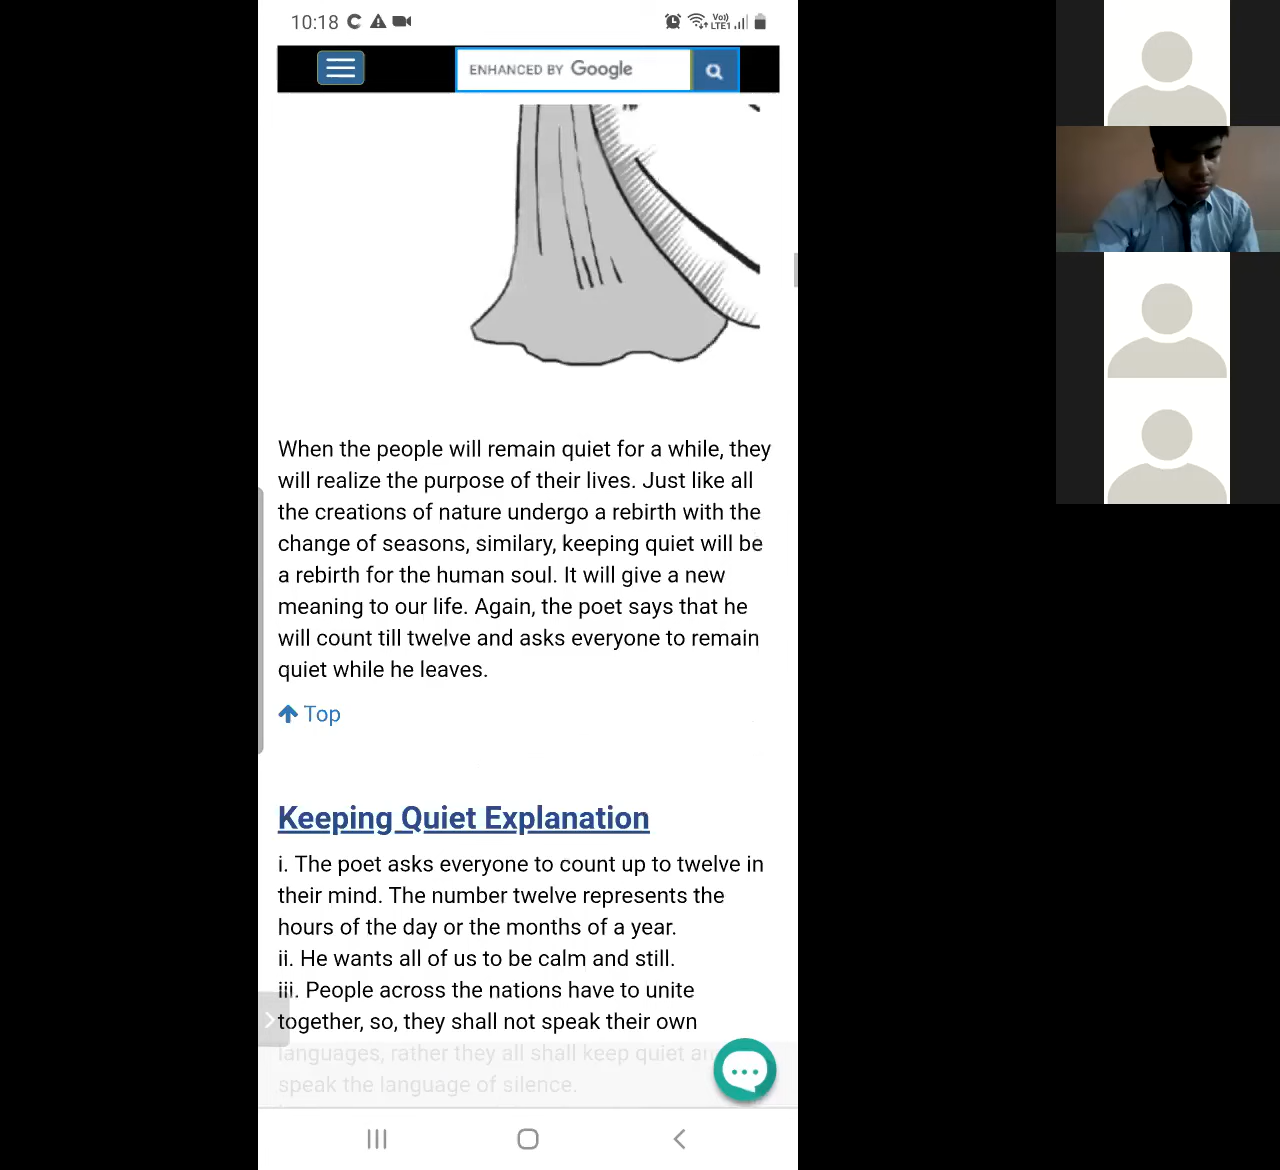 10:18
Vo))
LTE1
ENHANCED BY Google
When the people will remain quiet for a while, they
will realize the purpose of their lives. Just like all
the creations of nature undergo a rebirth with the
change of seasons, similary, keeping quiet will be
a rebirth for the human soul. It will give a new
meaning to our life. Again, the poet says that he
will count till twelve and asks everyone to remain
quiet while he leaves.
Top
Keeping Quiet Explanation
i. The poet asks everyone to count up to twelve in
their mind. The number twelve represents the
hours of the day or the months of a year.
ii. He wants all of us to be calm and still.
iii. People across the nations have to unite
together, so, they shall not speak their own
languages, rather they all shall keep quiet
speak the language of silence.